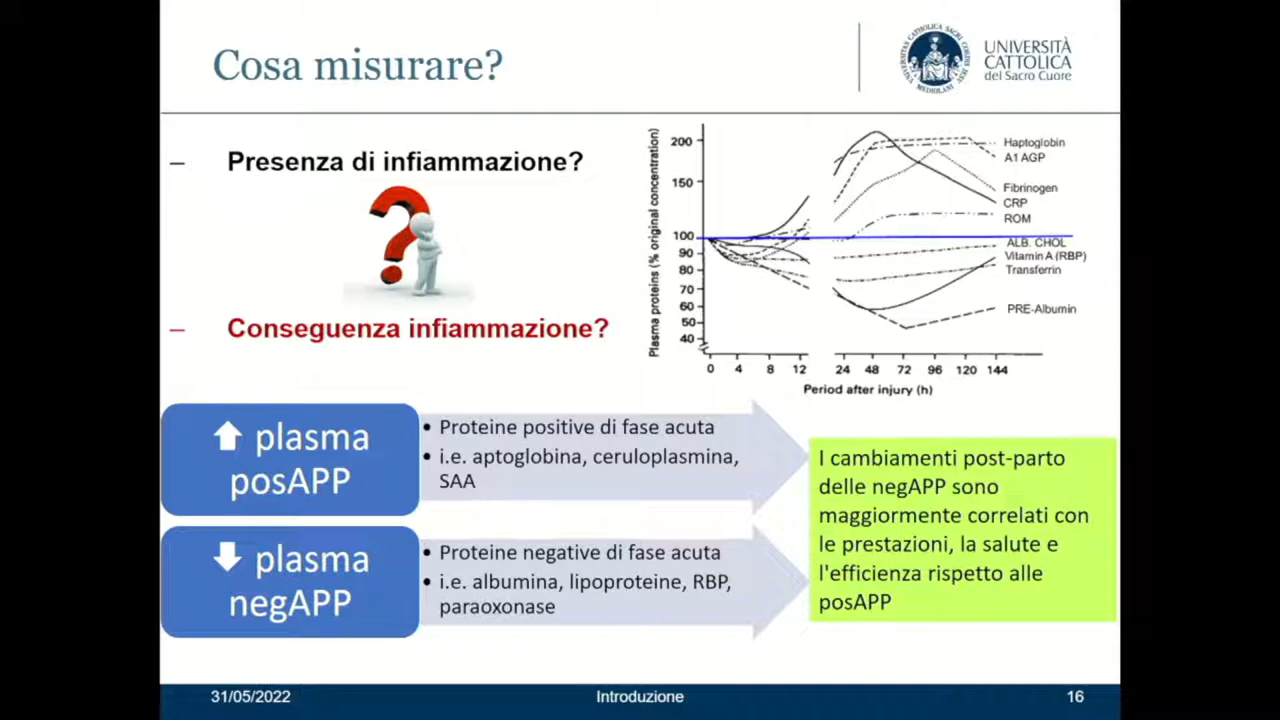 Cosa misurare?
UNIVERSITÀ
CATTOLICA
del Sacro Cuore
– Presenza di infiammazione?
– Conseguenza infiammazione?
Plasma proteins (% original concentration)
200
150
100
90
80
70
60
50
40
0 4 8 12 24 48 72 96 120 144
Period after injury (h)
Haptoglobin
A1 AGP
Fibrinogen
CRP
ROM
ALB. CHOL
Vitamin A (RBP)
Transferrin
PRE-Albumin
plasma
posAPP
• Proteine positive di fase acuta
• i.e. aptoglobina, ceruloplasmina,
SAA
plasma
negAPP
• Proteine negative di fase acuta
• i.e. albumina, lipoproteine, RBP,
paraoxonase
I cambiamenti post-parto
delle negAPP sono
maggiormente correlati con
le prestazioni, la salute e
l'efficienza rispetto alle
posAPP
31/05/2022 Introduzione 16